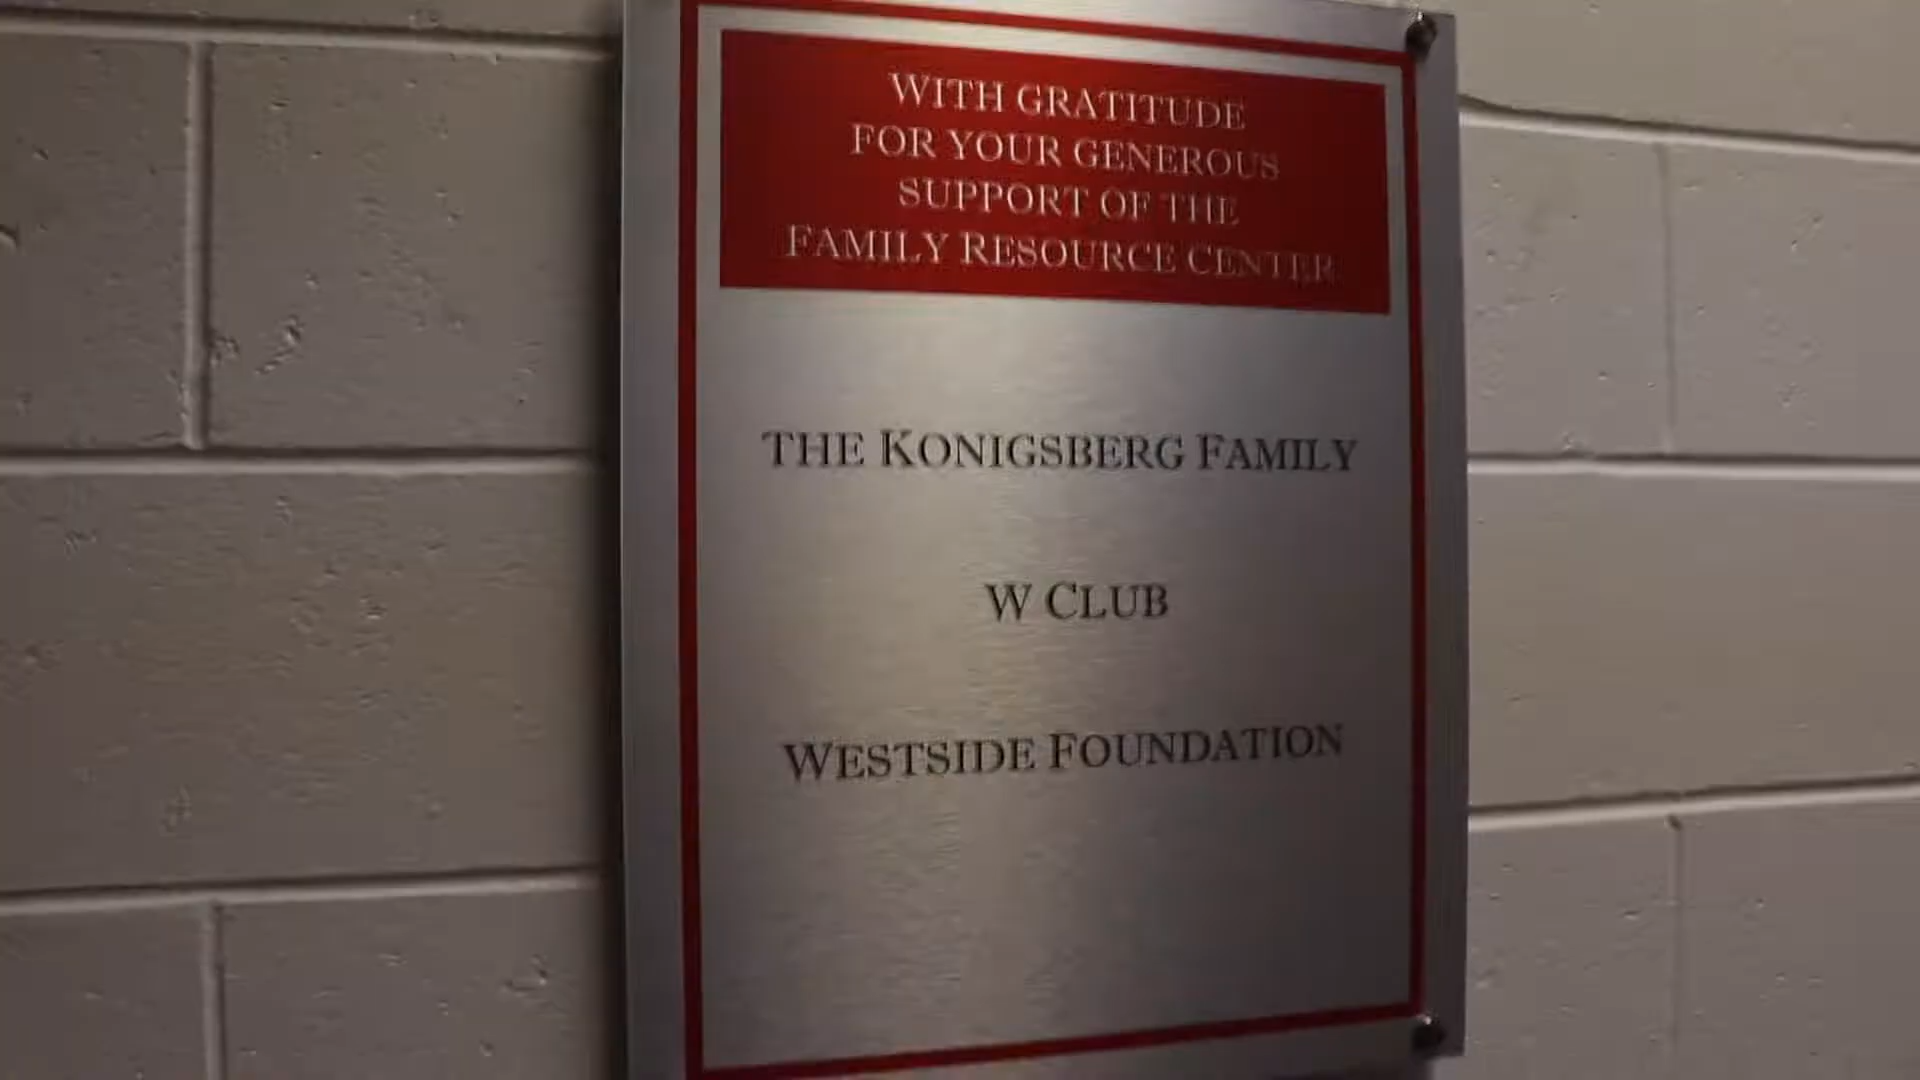 WITH GRATITUDE
FOR YOUR GENEROUS
SUPPORT OF THE
FAMILY RESOURCE CENTER
THE KONIGSBERG FAMILY
W CLUB
WESTSIDE FOUNDATION